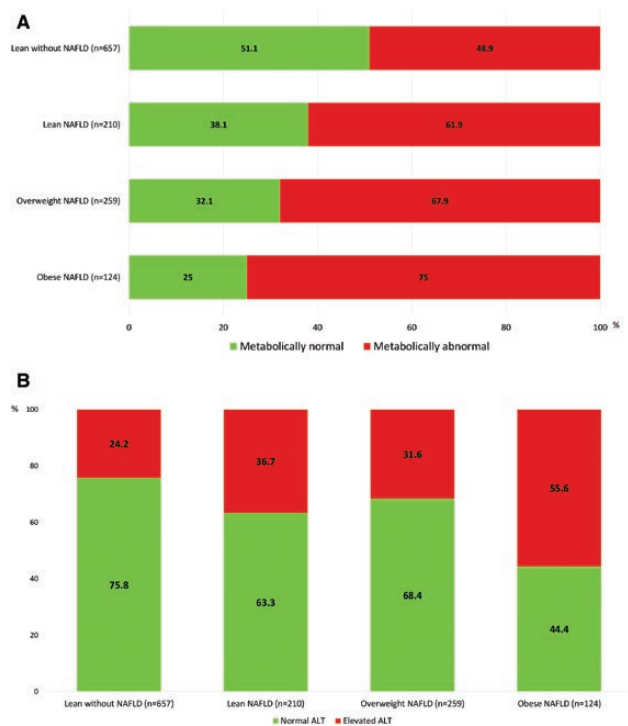 A
Lean without NAFLD (n=657)
51.1 48.9
Lean NAFLD (n=210)
38.1 61.9
Overweight NAFLD (n=259)
32.1 67.9
Obese NAFLD (n=124)
25 75
0 20 40 60 80 100 %
Metabolically normal Metabolically abnormal
B
% 100
80
60
40
20
0
24.2 36.7 31.6 55.6
75.8 63.3 68.4 44.4
Lean without NAFLD (n=657) Lean NAFLD (n=210) Overweight NAFLD (n=259) Obese NAFLD (n=124)
Normal ALT Elevated ALT